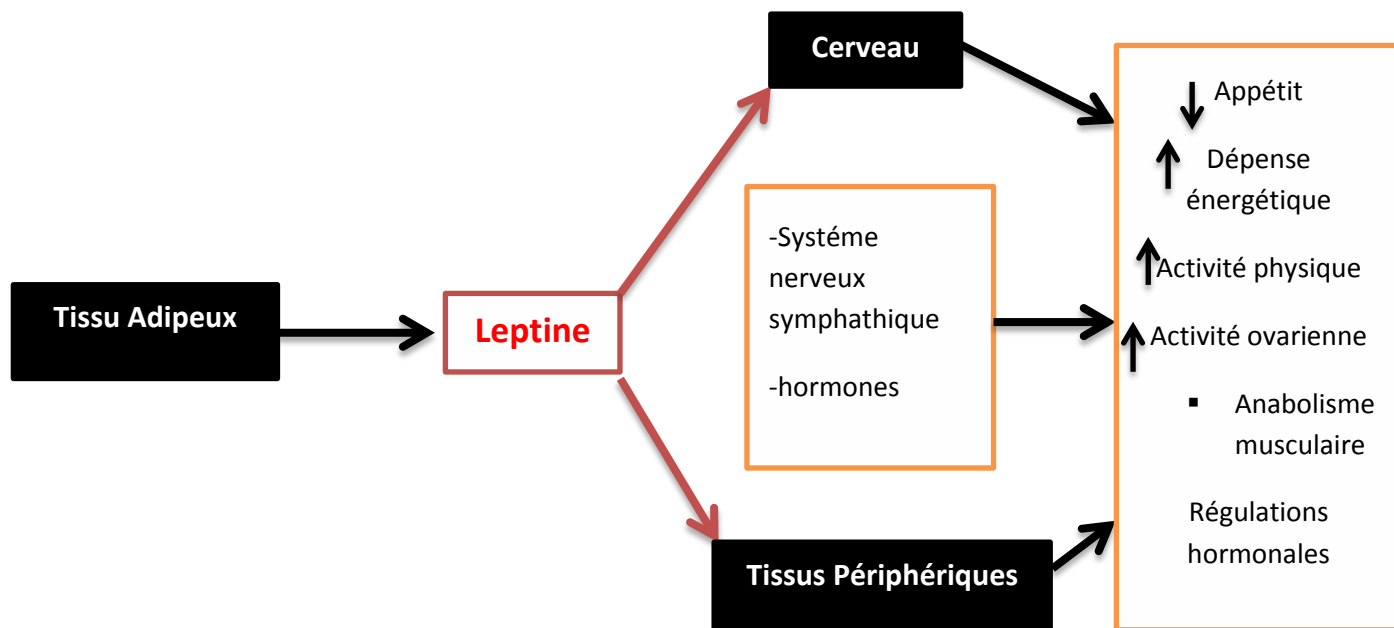 Tissu Adipeux
Leptine
Cerveau
-Systéme
nerveux
symphathique
-hormones
Tissus Périphériques
Appétit
Dépense
énergétique
Activité physique
Activité ovarienne
▪ Anabolisme
musculaire
Régulations
hormonales